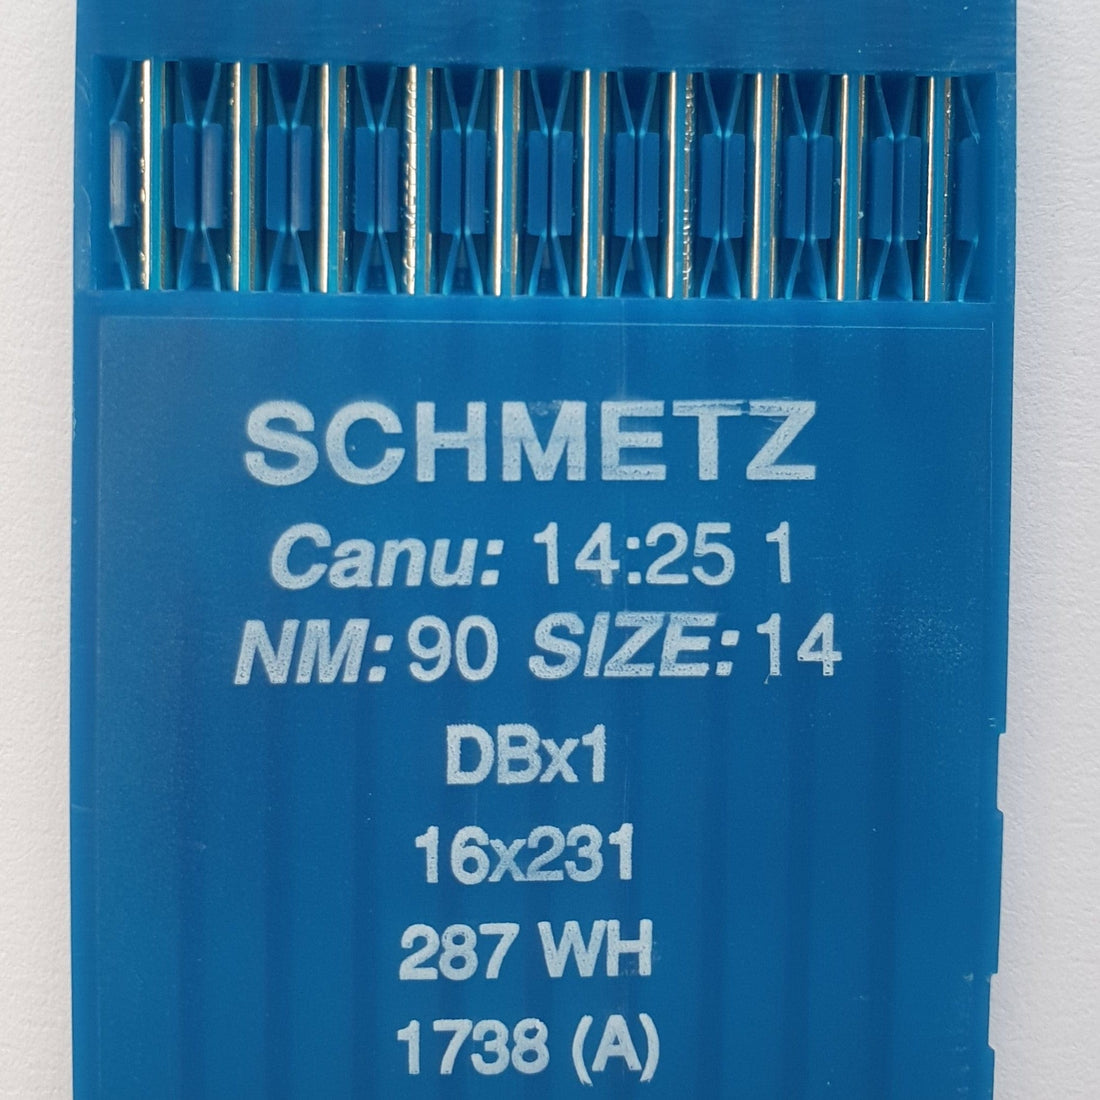 SCHMETZ
Canu: 14:25 1
NM: 90 SIZE: 14
DBx1
16x231
287 WH
1738 (A)